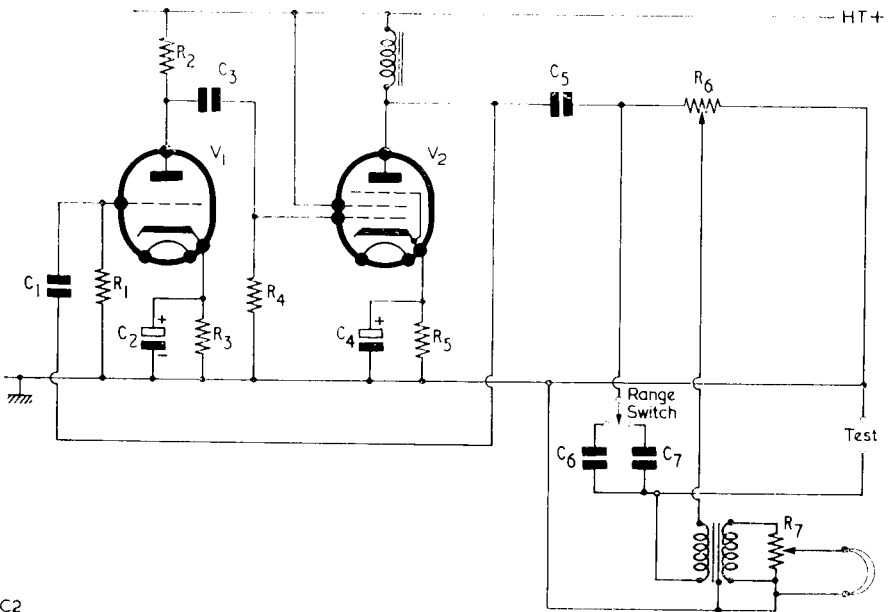 HT+
R2
C3
C5
R6
V1
V2
C1
R1
R4
C2
+
−
R3
C4
+
R5
Range
Switch
Test
C6
C7
R7
C2